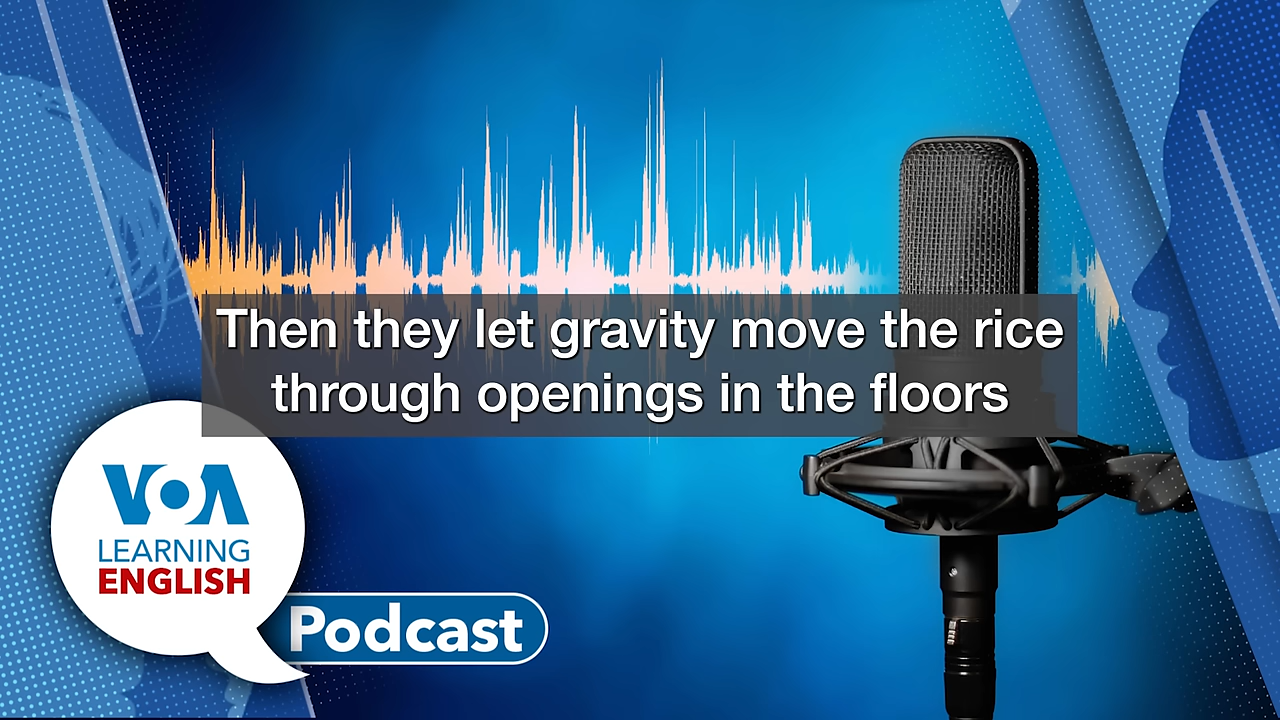 Then they let gravity move the rice
through openings in the floors
VOA
LEARNING
ENGLISH
Podcast